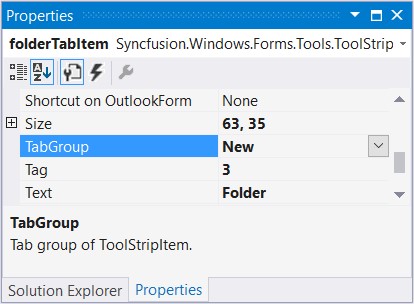 Properties
folderTabItem Syncfusion.Windows.Forms.Tools.ToolStrip
Shortcut on OutlookForm None
Size 63, 35
TabGroup New
Tag 3
Text Folder
TabGroup
Tab group of ToolStripItem.
Solution Explorer Properties